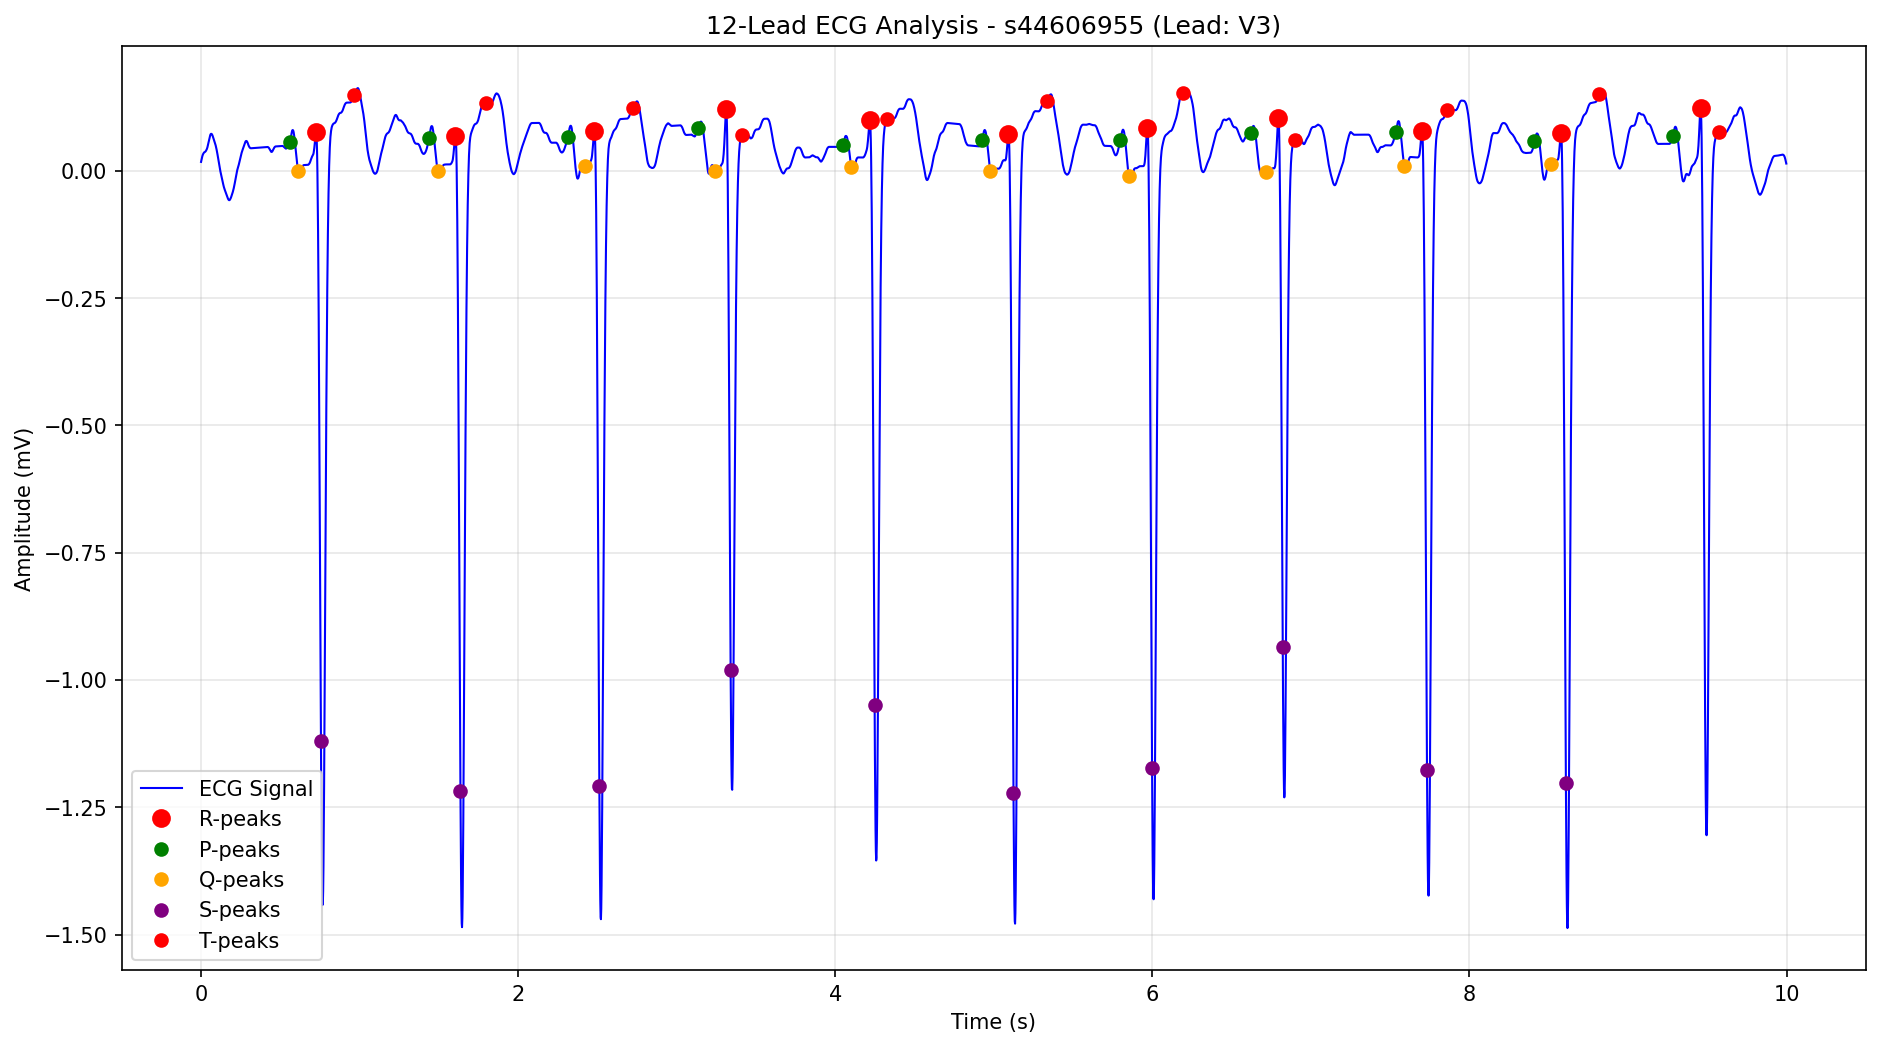 12-Lead ECG Analysis - s44606955 (Lead: V3)
Amplitude (mV)
0.00
−0.25
−0.50
−0.75
−1.00
−1.25
−1.50
ECG Signal
R-peaks
P-peaks
Q-peaks
S-peaks
T-peaks
0 2 4 6 8 10
Time (s)